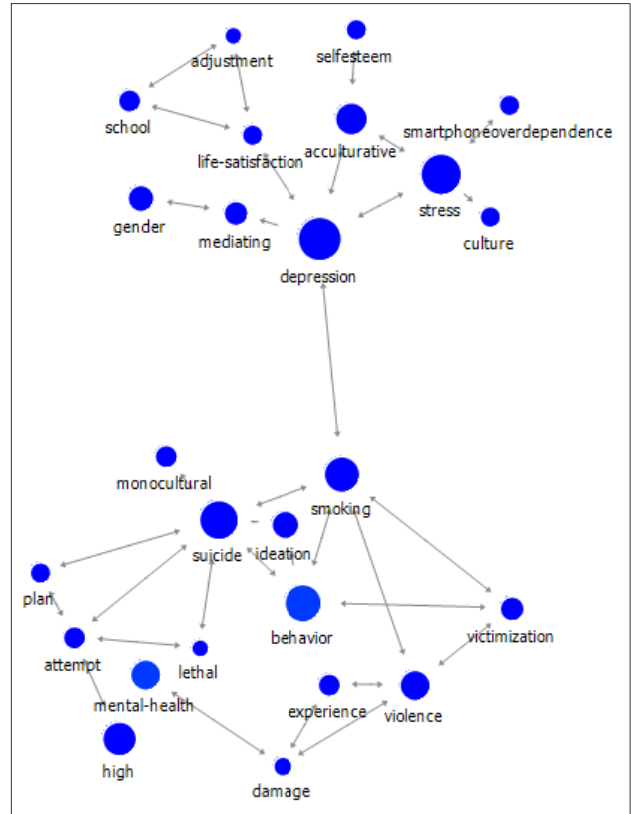 adjustment
selfesteem
school
smartphoneoverdependence
life-satisfaction
acculturative
stress
gender
mediating
culture
depression
monocultural
smoking
suicide
ideation
plan
behavior
victimization
attempt
lethal
mental-health
experience
violence
high
damage